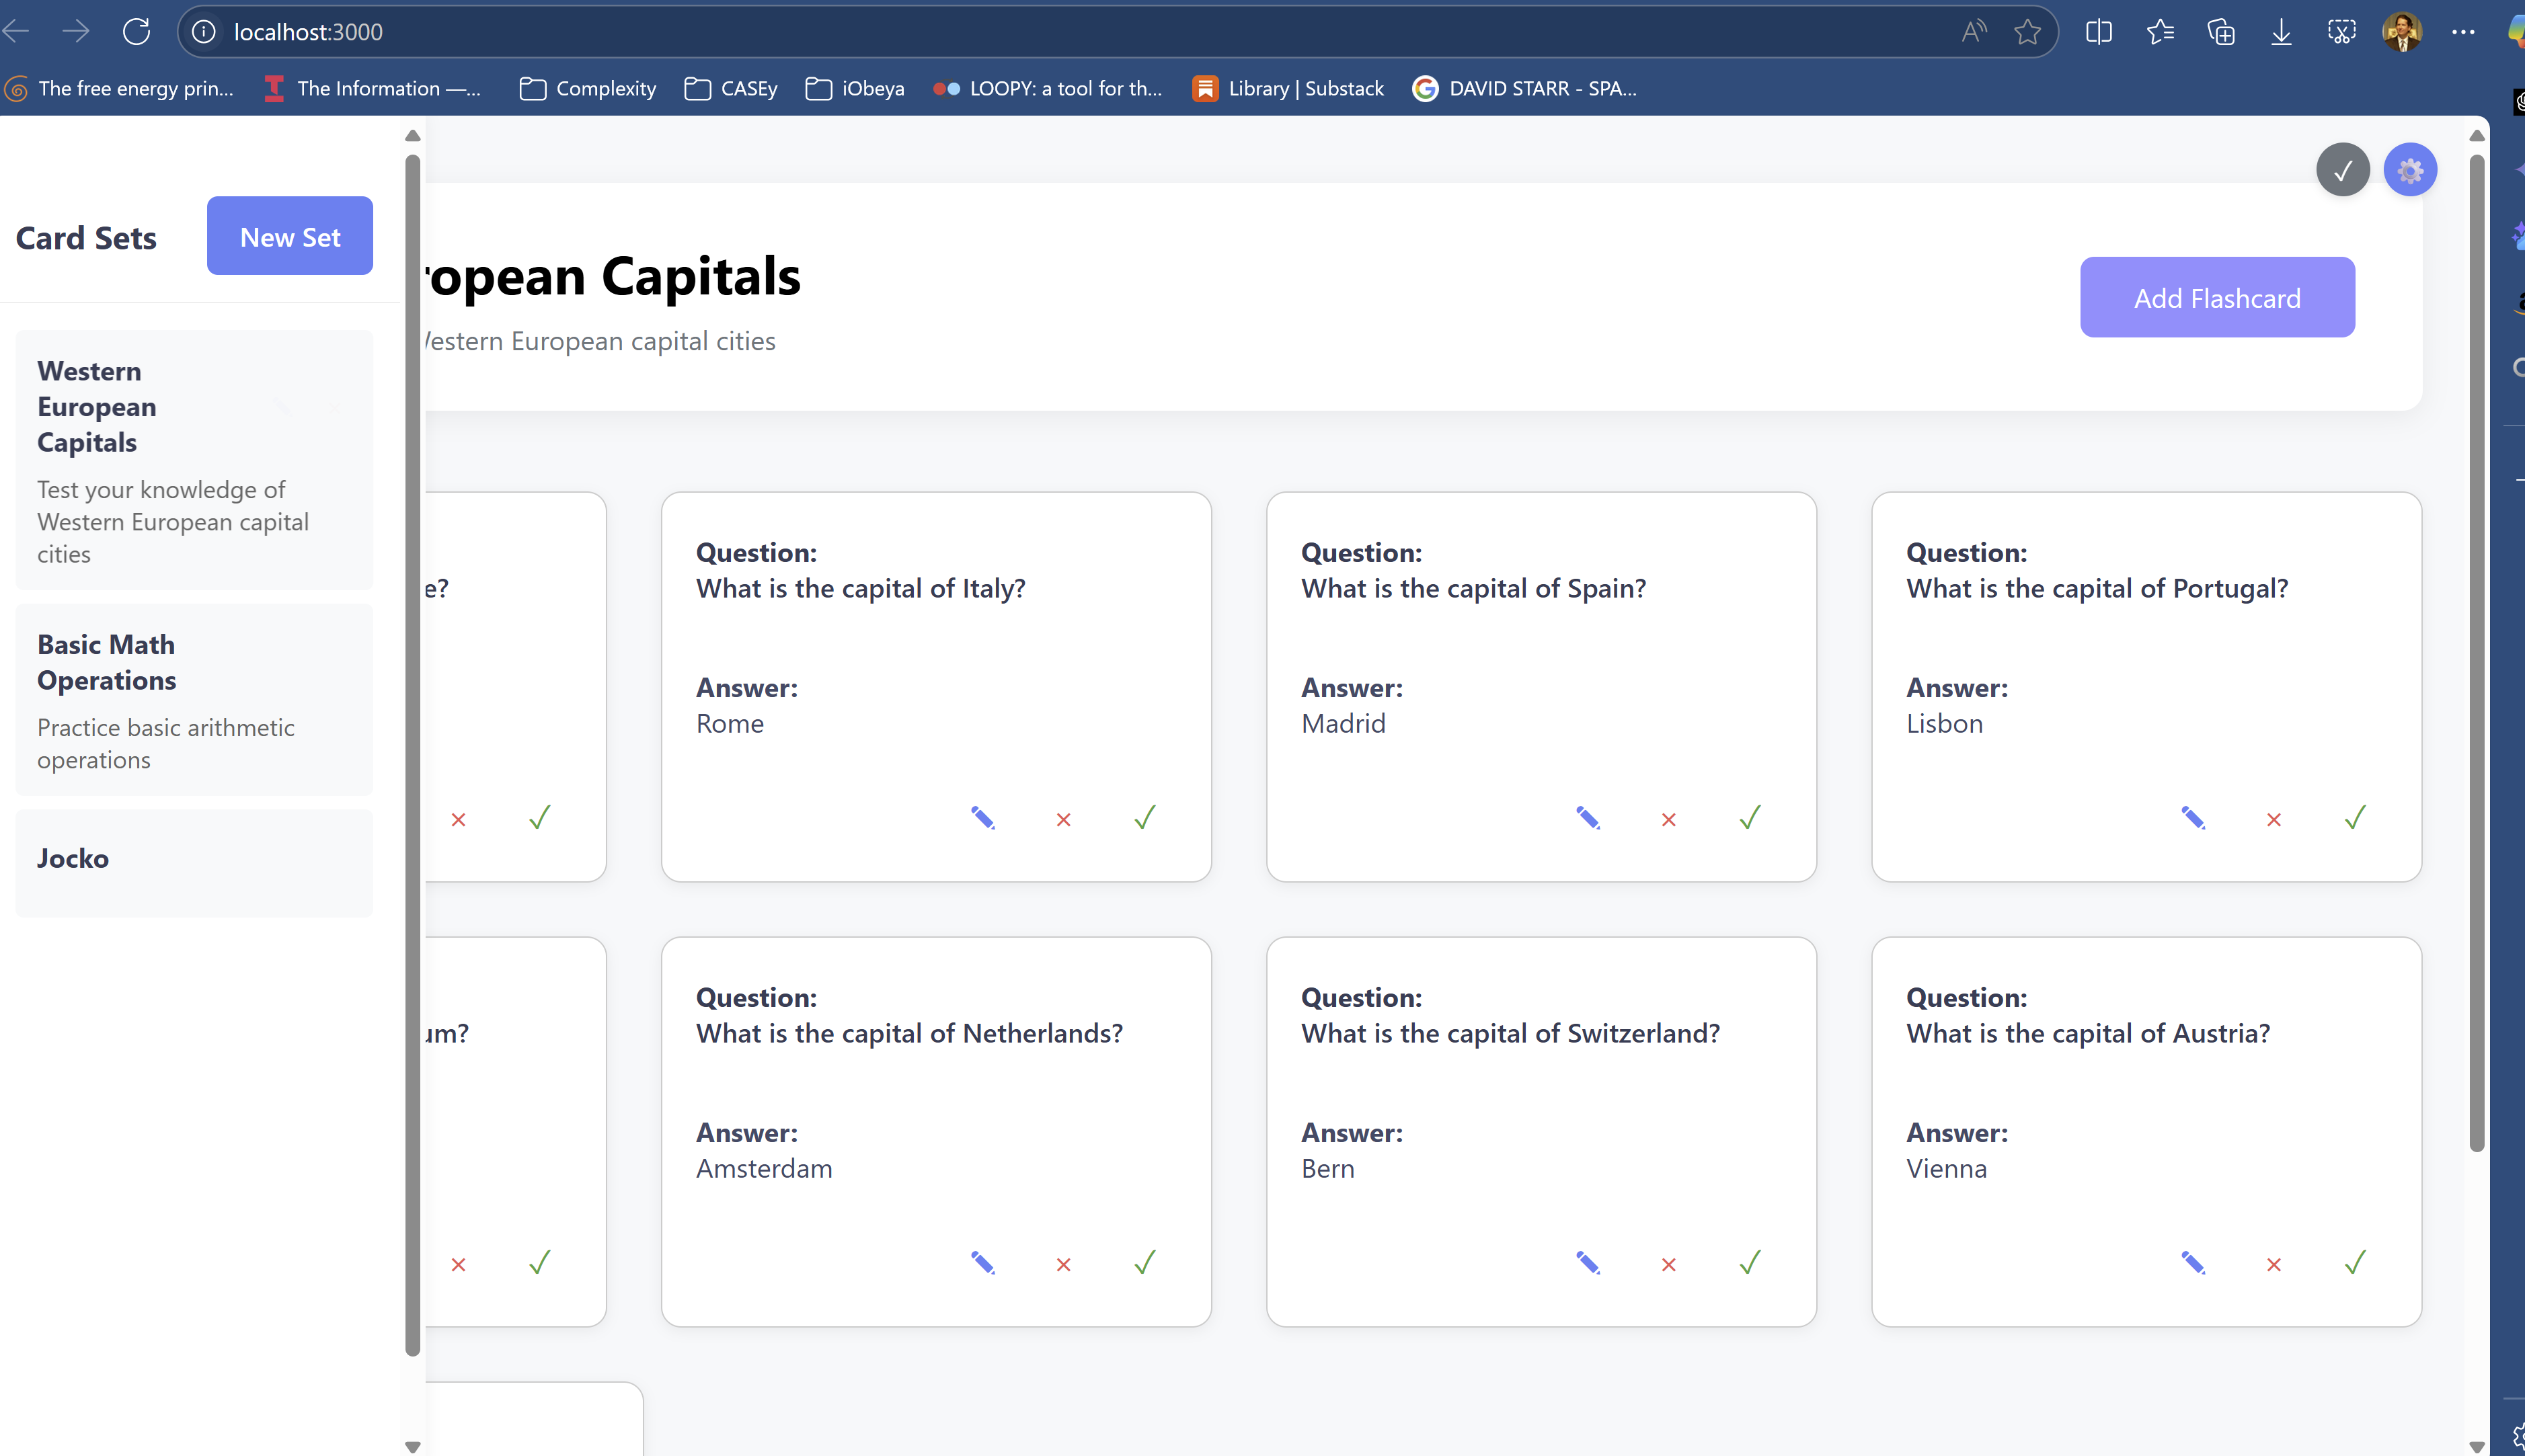 localhost:3000
The free energy prin...
The Information —...
Complexity
CASEy
iObeya
LOOPY: a tool for th...
Library | Substack
DAVID STARR - SPA...
Card Sets
New Set
Western
European
Capitals
Test your knowledge of
Western European capital
cities
Basic Math
Operations
Practice basic arithmetic
operations
Jocko
ropean Capitals
Western European capital cities
Add Flashcard
e?
Question:
What is the capital of Italy?
Answer:
Rome
Question:
What is the capital of Spain?
Answer:
Madrid
Question:
What is the capital of Portugal?
Answer:
Lisbon
um?
Question:
What is the capital of Netherlands?
Answer:
Amsterdam
Question:
What is the capital of Switzerland?
Answer:
Bern
Question:
What is the capital of Austria?
Answer:
Vienna